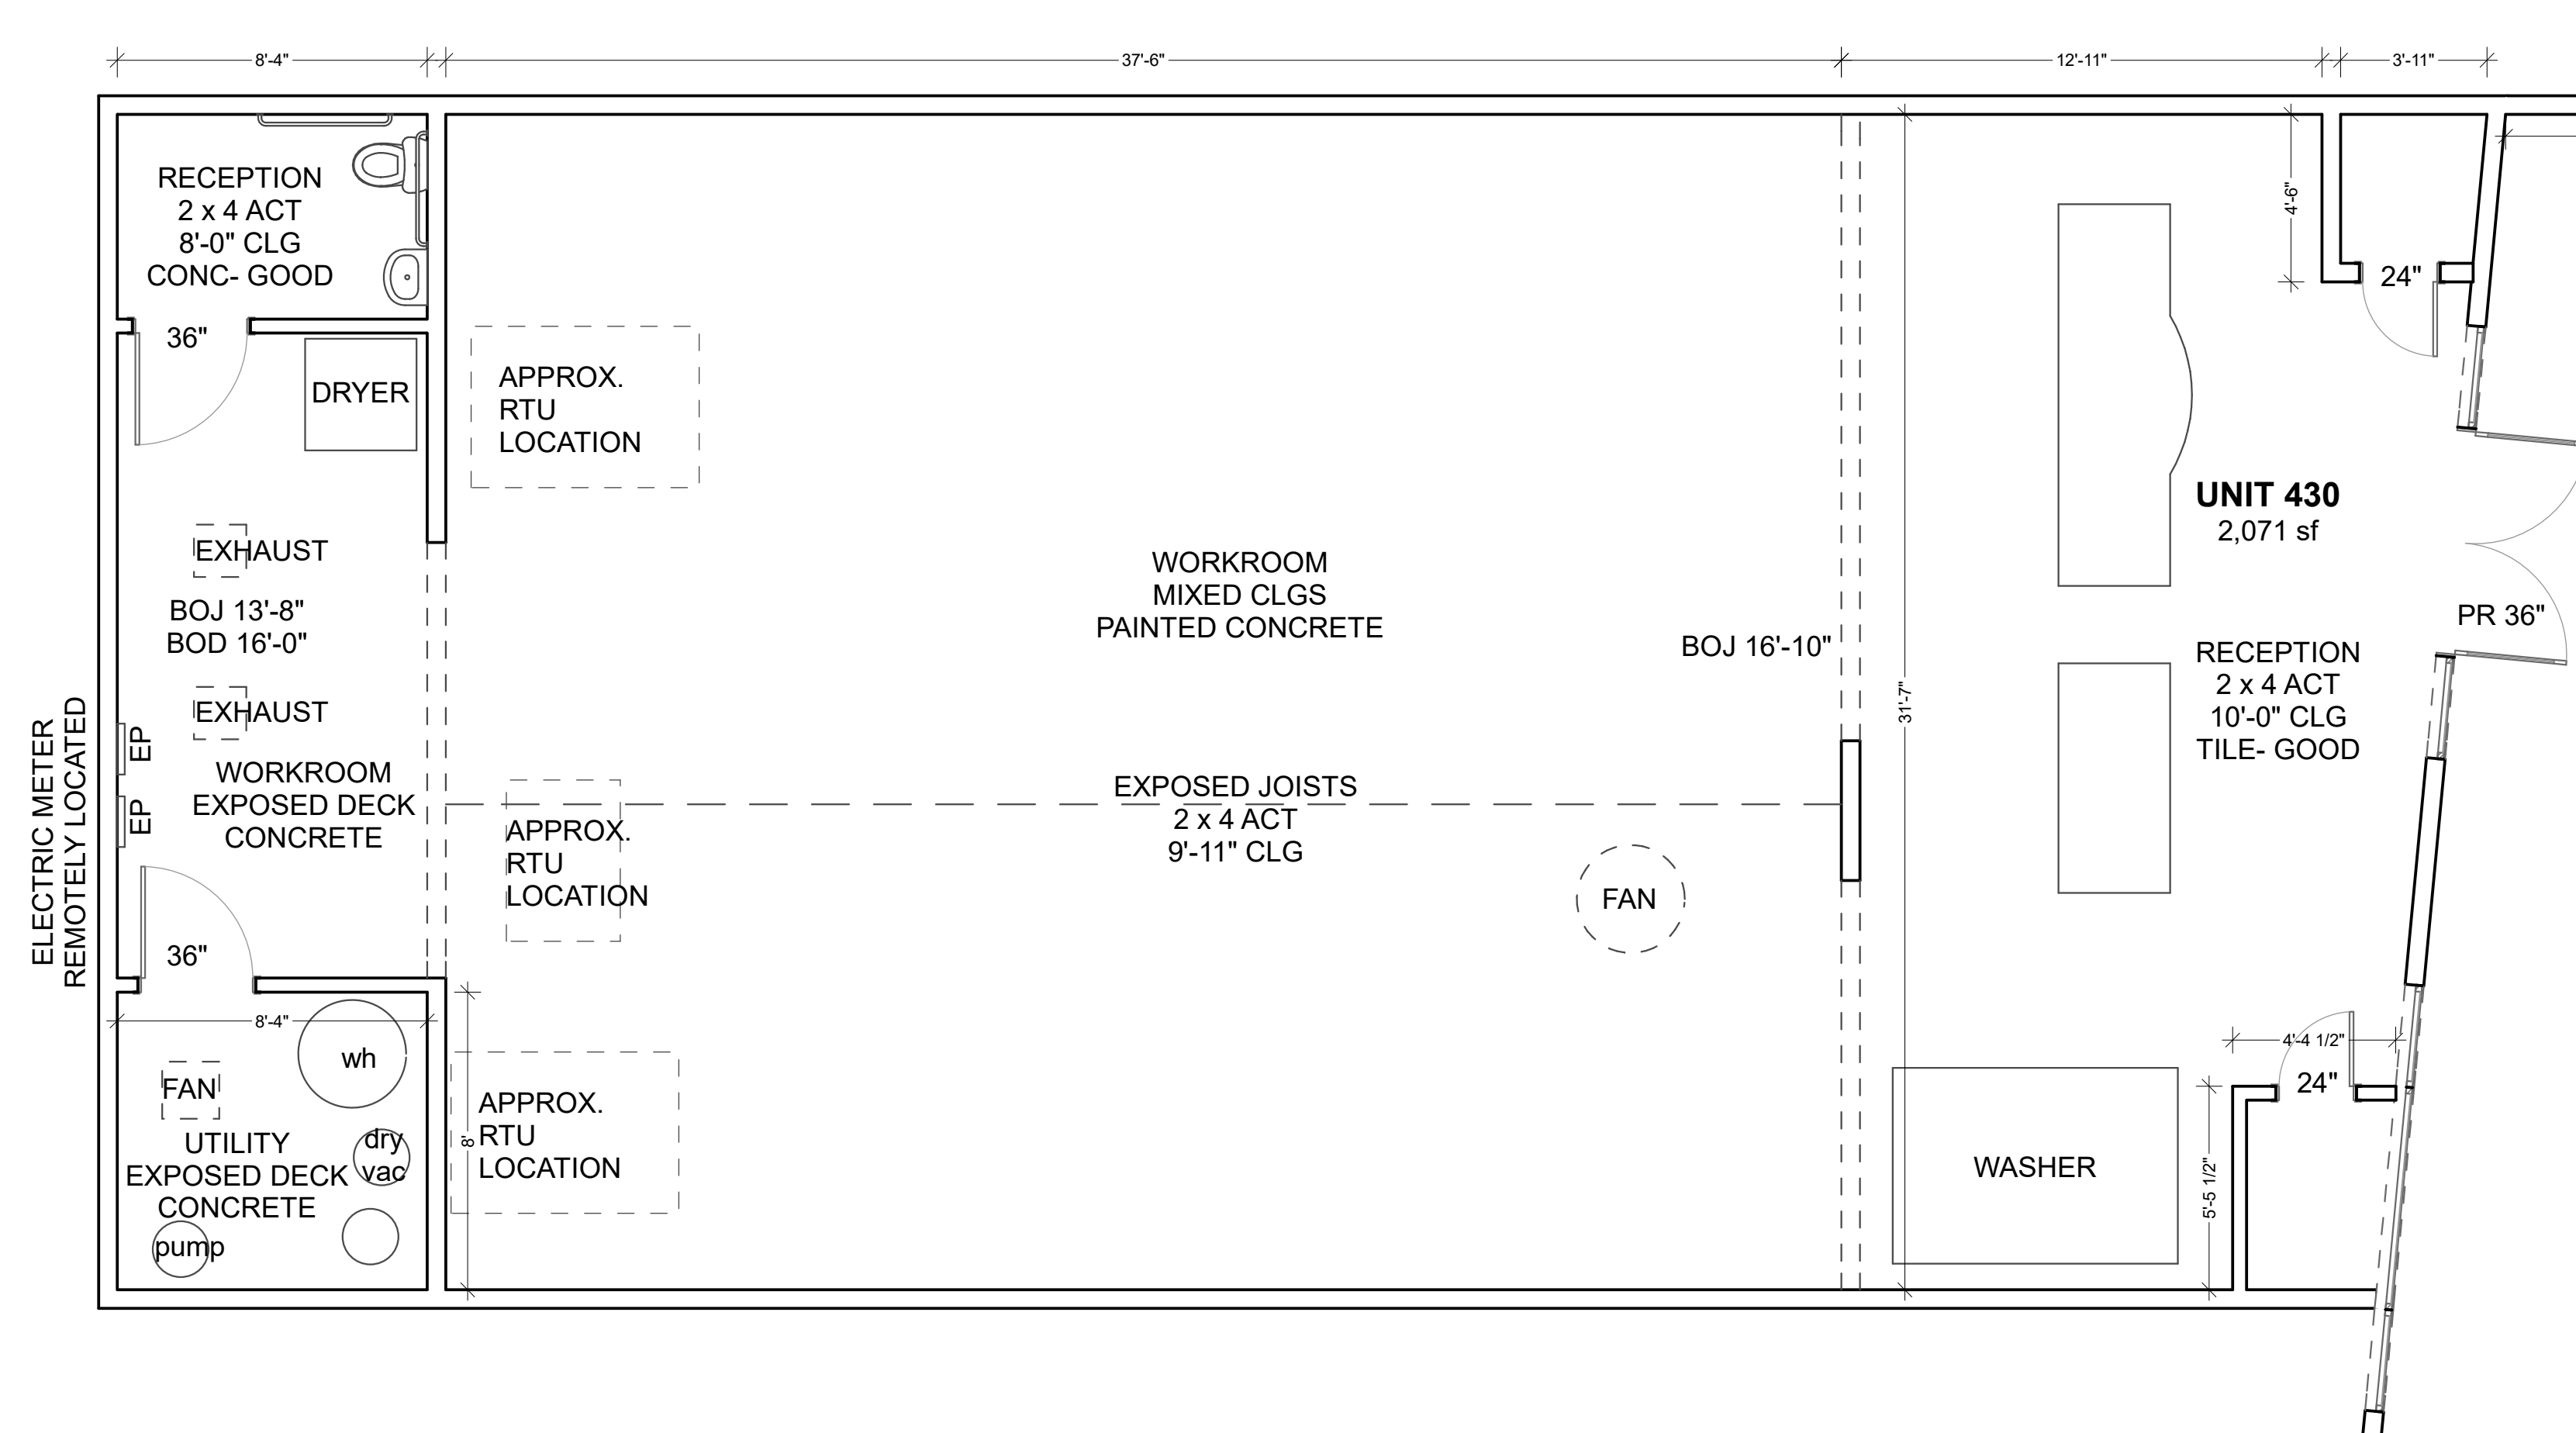 8'-4"
37'-6"
12'-11"
3'-11"
RECEPTION
2 x 4 ACT
8'-0" CLG
CONC- GOOD
36"
DRYER
APPROX.
RTU
LOCATION
4'-6"
24"
EXHAUST
BOJ 13'-8"
BOD 16'-0"
EXHAUST
EP
EP
WORKROOM
EXPOSED DECK
CONCRETE
ELECTRIC METER
REMOTELY LOCATED
WORKROOM
MIXED CLGS
PAINTED CONCRETE
BOJ 16'-10"
31'-7"
UNIT 430
2,071 sf
PR 36"
RECEPTION
2 x 4 ACT
10'-0" CLG
TILE- GOOD
EXPOSED JOISTS
2 x 4 ACT
9'-11" CLG
APPROX.
RTU
LOCATION
FAN
36"
8'-4"
wh
FAN
UTILITY
EXPOSED DECK
CONCRETE
dry
vac
pump
8'
APPROX.
RTU
LOCATION
WASHER
4'-4 1/2"
24"
5'-5 1/2"